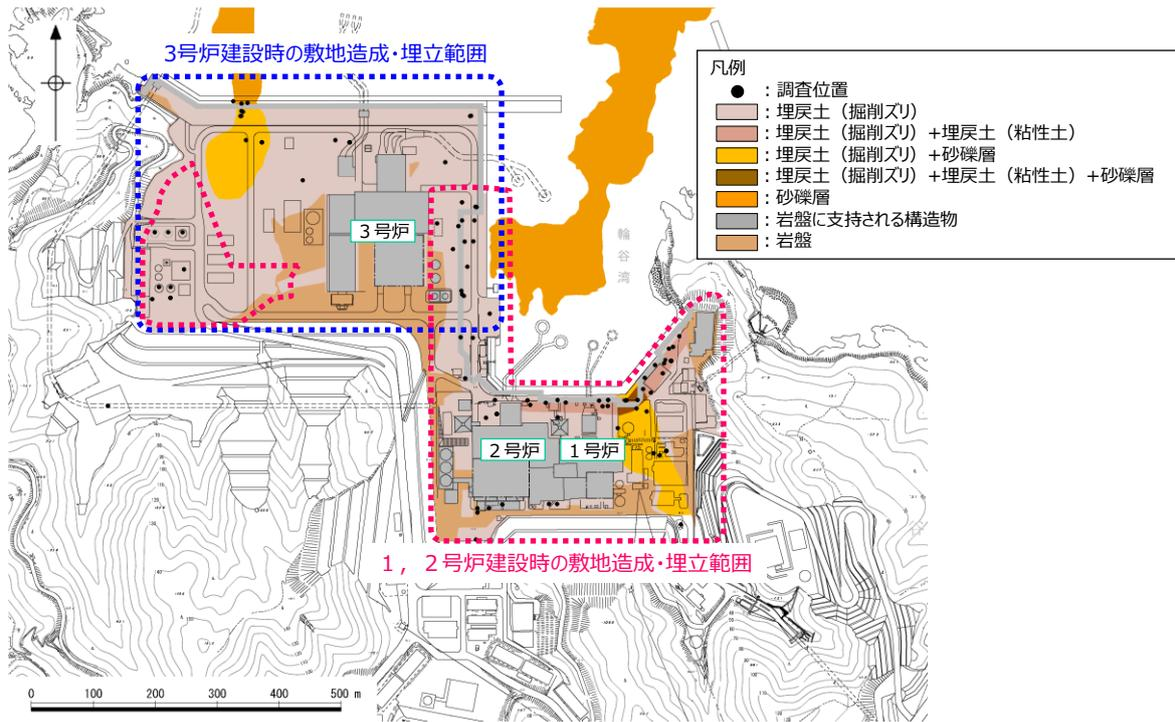 3号炉建設時の敷地造成・埋立範囲
凡例
：調査位置
：埋戻土（掘削ズリ）
：埋戻土（掘削ズリ）+埋戻土（粘性土）
：埋戻土（掘削ズリ）+砂礫層
：埋戻土（掘削ズリ）+埋戻土（粘性土）+砂礫層
：砂礫層
：岩盤に支持される構造物
：岩盤
3号炉
輪谷湾
2号炉
1号炉
1，2号炉建設時の敷地造成・埋立範囲
0 100 200 300 400 500 m